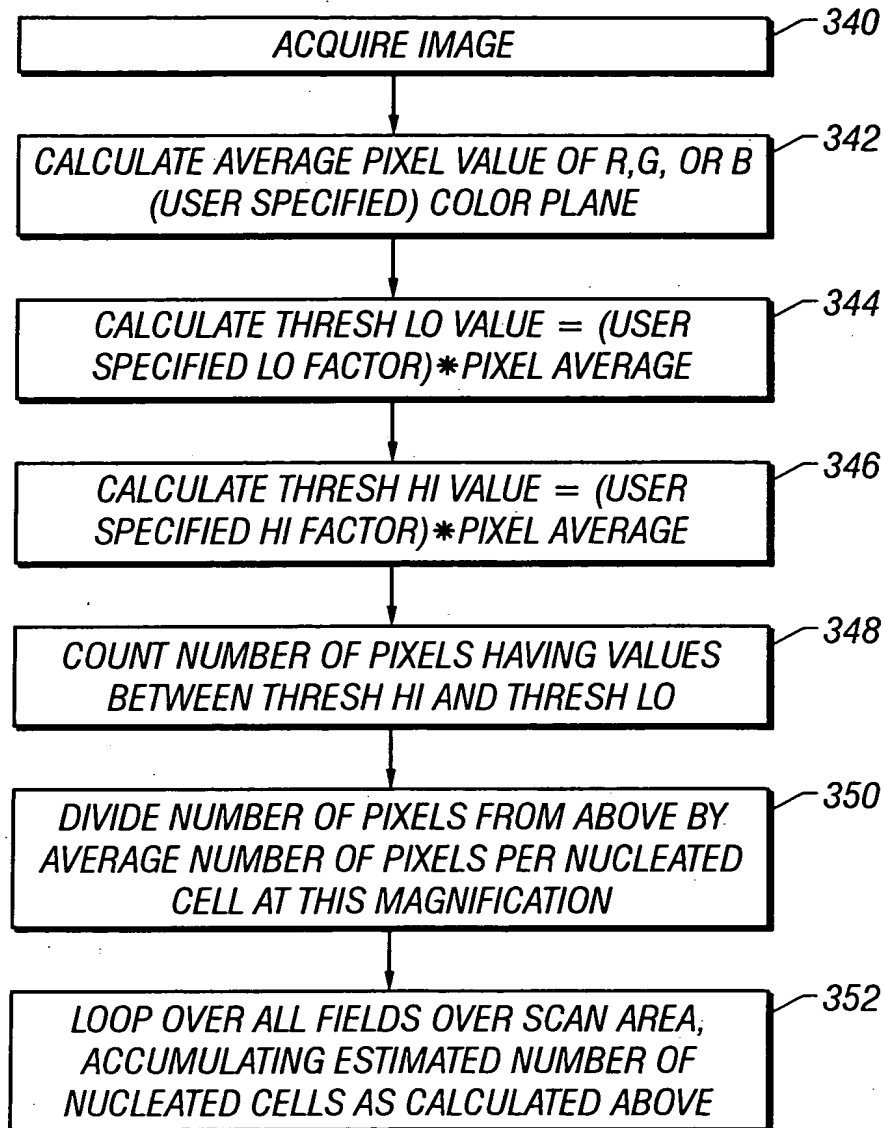 ACQUIRE IMAGE
340
CALCULATE AVERAGE PIXEL VALUE OF R,G, OR B
(USER SPECIFIED) COLOR PLANE
342
CALCULATE THRESH LO VALUE = (USER
SPECIFIED LO FACTOR)*PIXEL AVERAGE
344
CALCULATE THRESH HI VALUE = (USER
SPECIFIED HI FACTOR)*PIXEL AVERAGE
346
COUNT NUMBER OF PIXELS HAVING VALUES
BETWEEN THRESH HI AND THRESH LO
348
DIVIDE NUMBER OF PIXELS FROM ABOVE BY
AVERAGE NUMBER OF PIXELS PER NUCLEATED
CELL AT THIS MAGNIFICATION
350
LOOP OVER ALL FIELDS OVER SCAN AREA,
ACCUMULATING ESTIMATED NUMBER OF
NUCLEATED CELLS AS CALCULATED ABOVE
352